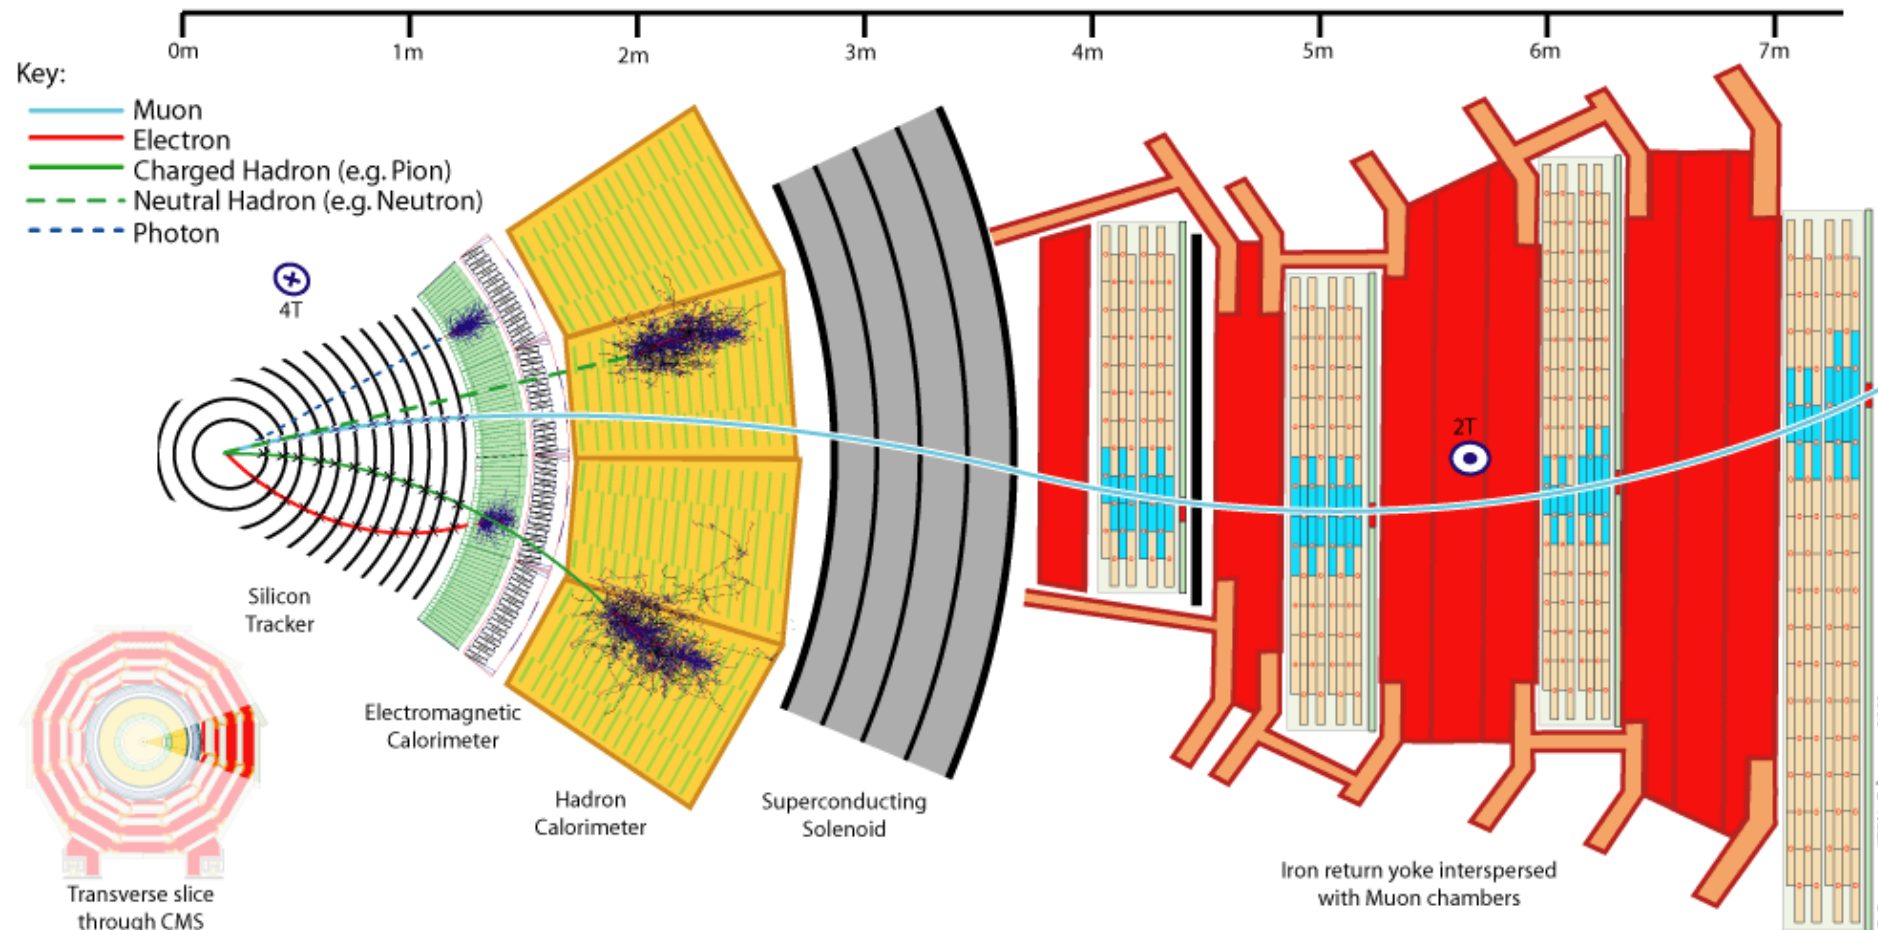 0m 1m 2m 3m 4m 5m 6m 7m
Key:
Muon
Electron
Charged Hadron (e.g. Pion)
Neutral Hadron (e.g. Neutron)
Photon
4T
2T
Silicon
Tracker
Electromagnetic
Calorimeter
Hadron
Calorimeter
Superconducting
Solenoid
Iron return yoke interspersed
with Muon chambers
Transverse slice
through CMS